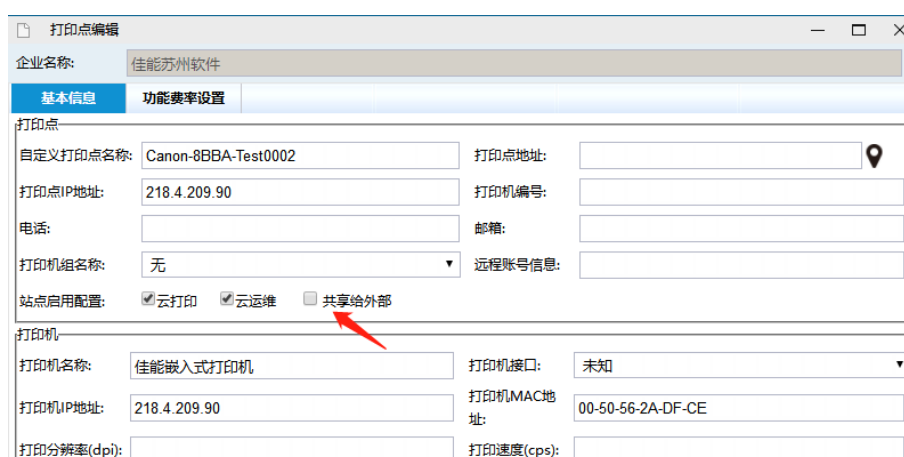 打印点编辑
企业名称: 佳能苏州软件
基本信息 功能费率设置
打印点
自定义打印点名称: Canon-8BBA-Test0002 打印点地址:
打印点IP地址: 218.4.209.90 打印机编号:
电话: 邮箱:
打印机组名称: 无 远程账号信息:
站点启用配置: 云打印 云运维 共享给外部
打印机
打印机名称: 佳能嵌入式打印机 打印机接口: 未知
打印机IP地址: 218.4.209.90 打印机MAC地址: 00-50-56-2A-DF-CE
打印分辨率(dpi): 打印速度(cps):